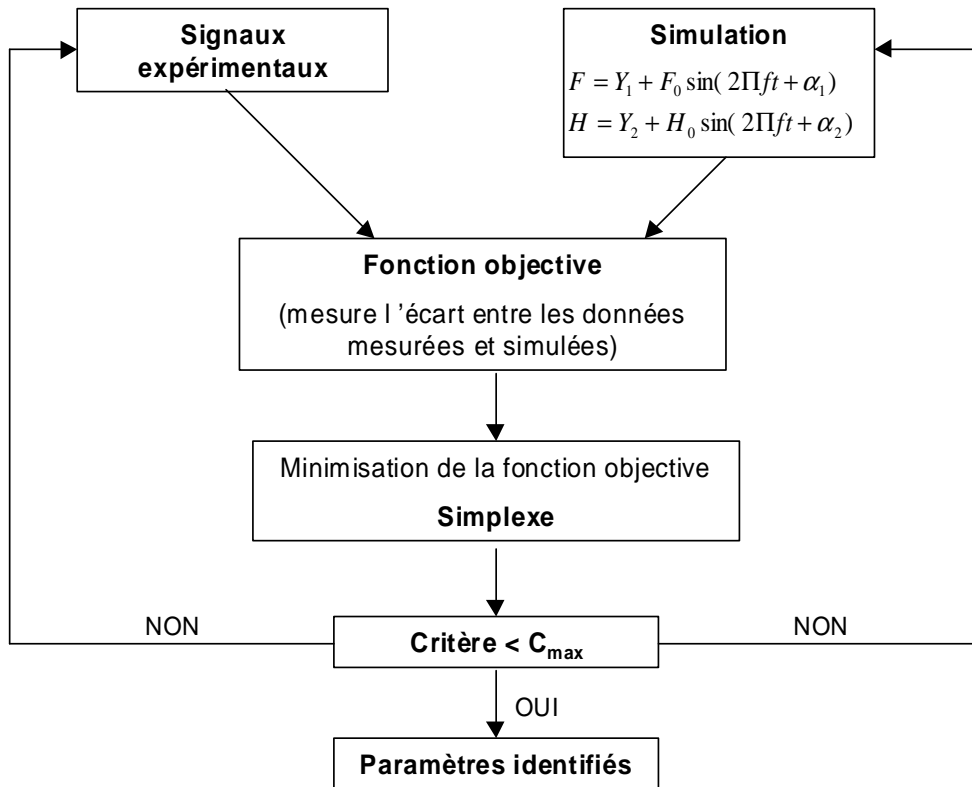 Signaux
expérimentaux
Simulation
F = Y₁ + F₀ sin( 2Πft + α₁)
H = Y₂ + H₀ sin( 2Πft + α₂)
Fonction objective
(mesure l ’écart entre les données
mesurées et simulées)
Minimisation de la fonction objective
Simplexe
NON
Critère < Cmax
NON
OUI
Paramètres identifiés